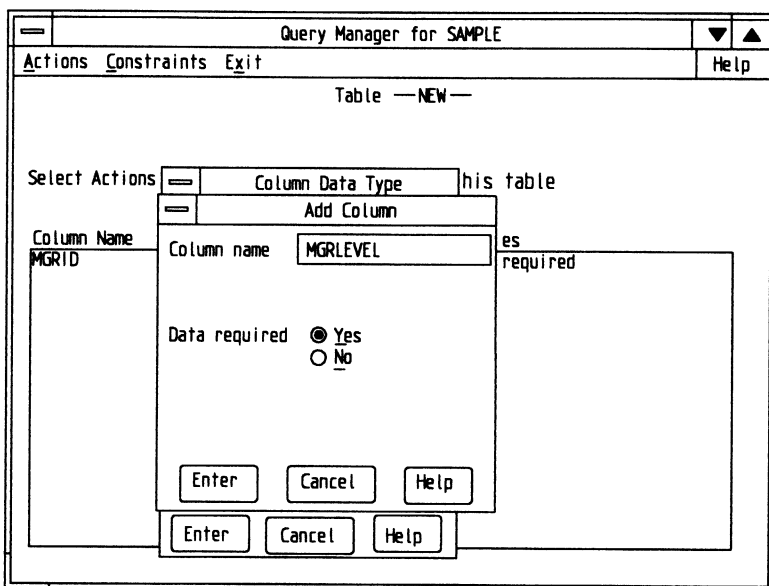 Query Manager for SAMPLE
Actions Constraints Exit Help
Table —NEW—
Select Actions Column Data Type his table
Add Column
Column Name es
Column name MGRLEVEL
MGRID required
Data required Yes
No
Enter Cancel Help
Enter Cancel Help